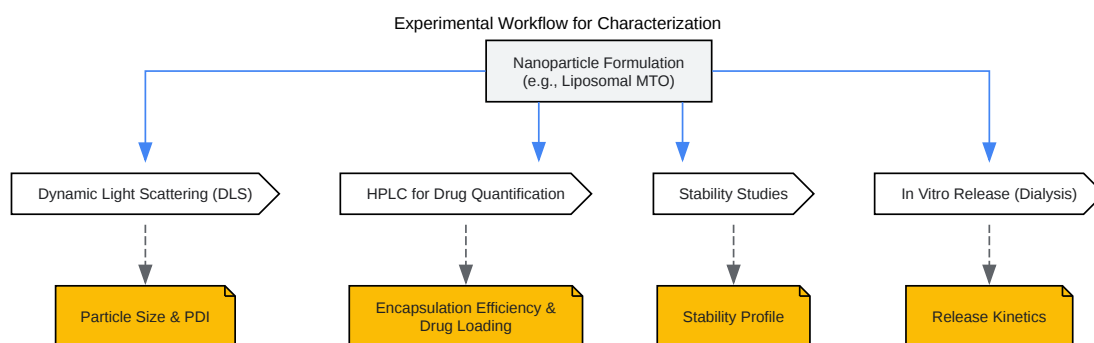 Experimental Workflow for Characterization
Nanoparticle Formulation
(e.g., Liposomal MTO)
Dynamic Light Scattering (DLS)
HPLC for Drug Quantification
Stability Studies
In Vitro Release (Dialysis)
Particle Size & PDI
Encapsulation Efficiency &
Drug Loading
Stability Profile
Release Kinetics